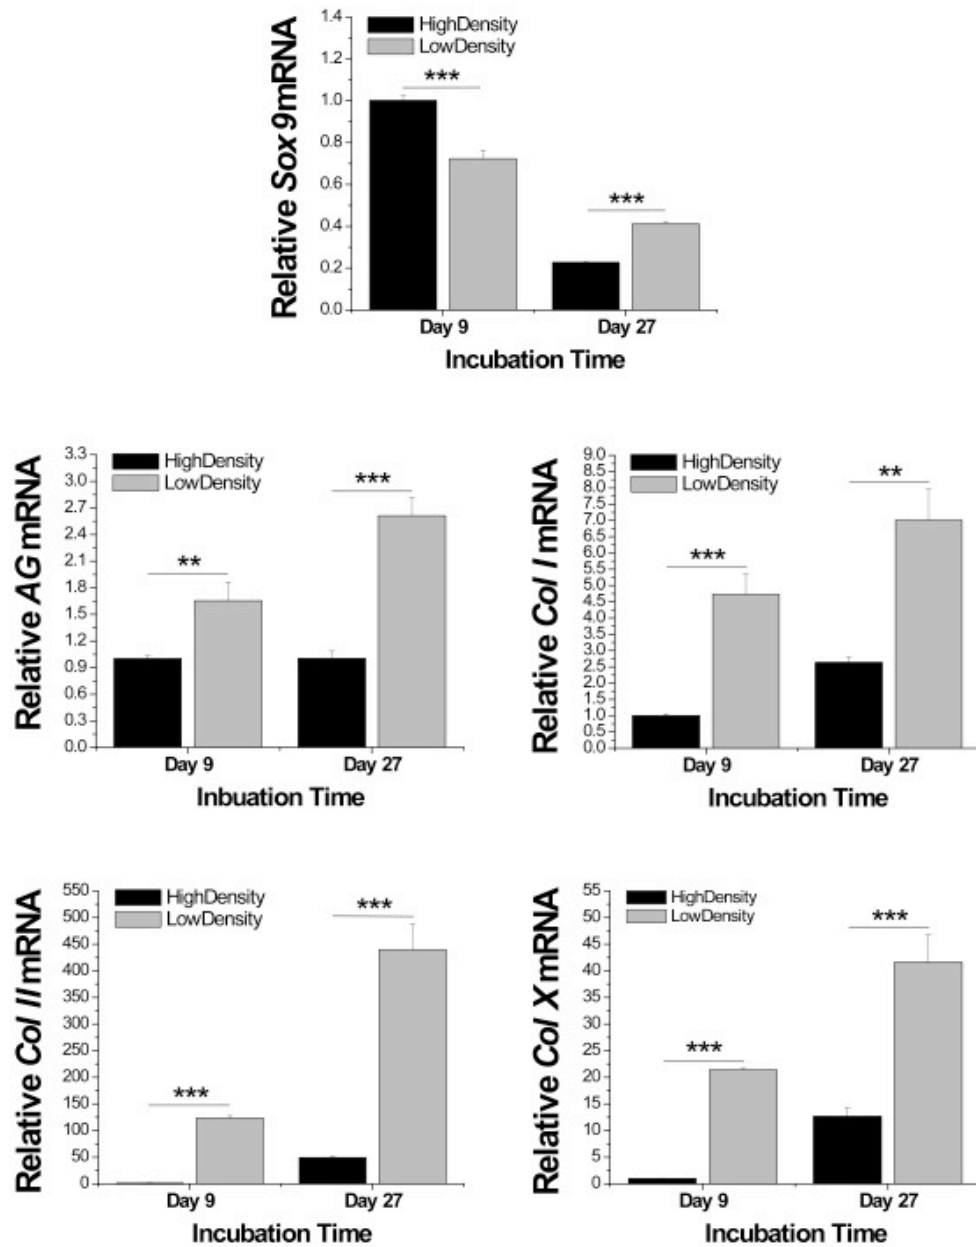 Relative Sox 9 mRNA
1.4
1.2
1.0
0.8
0.6
0.4
0.2
0.0
HighDensity
LowDensity
***
***
Day 9
Day 27
Incubation Time
Relative AG mRNA
3.3
3.0
2.7
2.4
2.1
1.8
1.5
1.2
0.9
0.6
0.3
0.0
HighDensity
LowDensity
**
***
Day 9
Day 27
Inbuation Time
Relative Col I mRNA
9.0
8.5
8.0
7.5
7.0
6.5
6.0
5.5
5.0
4.5
4.0
3.5
3.0
2.5
2.0
1.5
1.0
0.5
0.0
HighDensity
LowDensity
***
**
Day 9
Day 27
Incubation Time
Relative Col II mRNA
550
500
450
400
350
300
250
200
150
100
50
0
HighDensity
LowDensity
***
***
Day 9
Day 27
Incubation Time
Relative Col X mRNA
55
50
45
40
35
30
25
20
15
10
5
0
HighDensity
LowDensity
***
***
Day 9
Day 27
Incubation Time